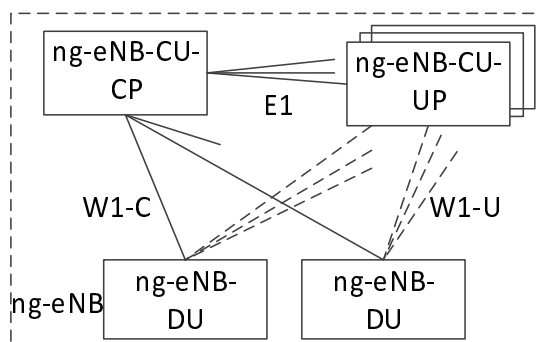 ng-eNB-CU-
CP
ng-eNB-CU-
UP
E1
W1-C
W1-U
ng-eNB
ng-eNB-
DU
ng-eNB-
DU